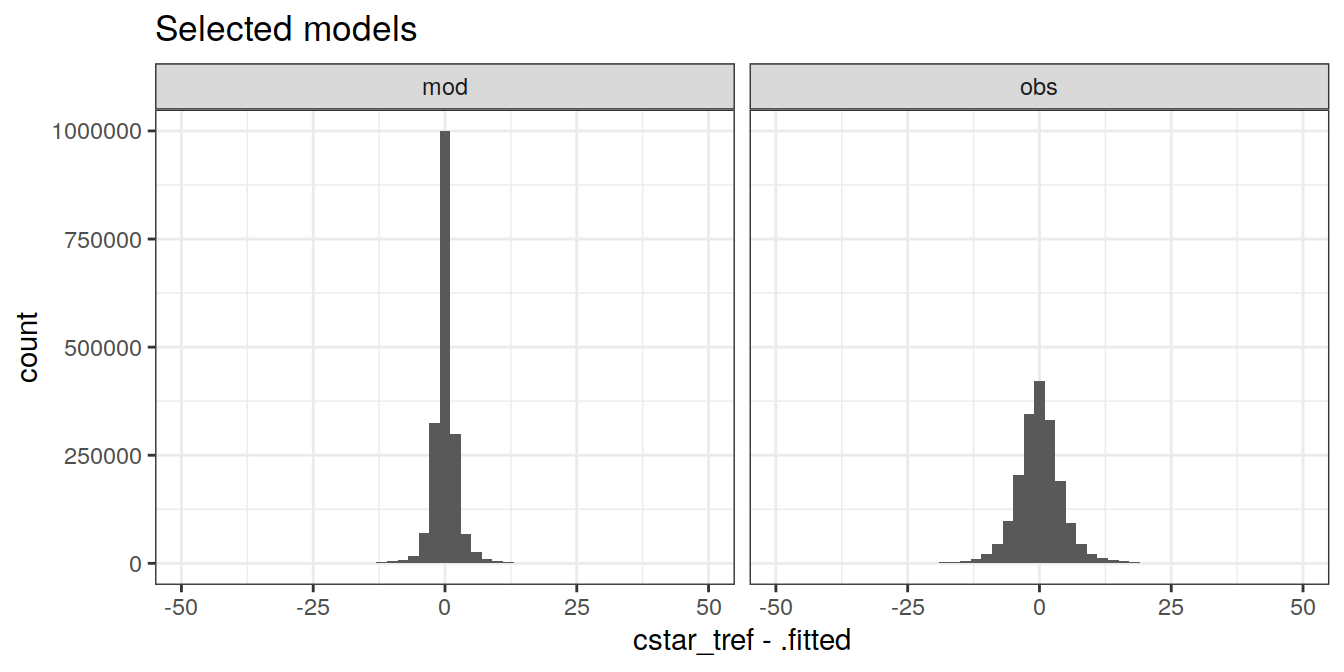 Selected models
mod
obs
1000000
750000
500000
250000
0
count
-50 -25 0 25 50
-50 -25 0 25 50
cstar_tref - .fitted